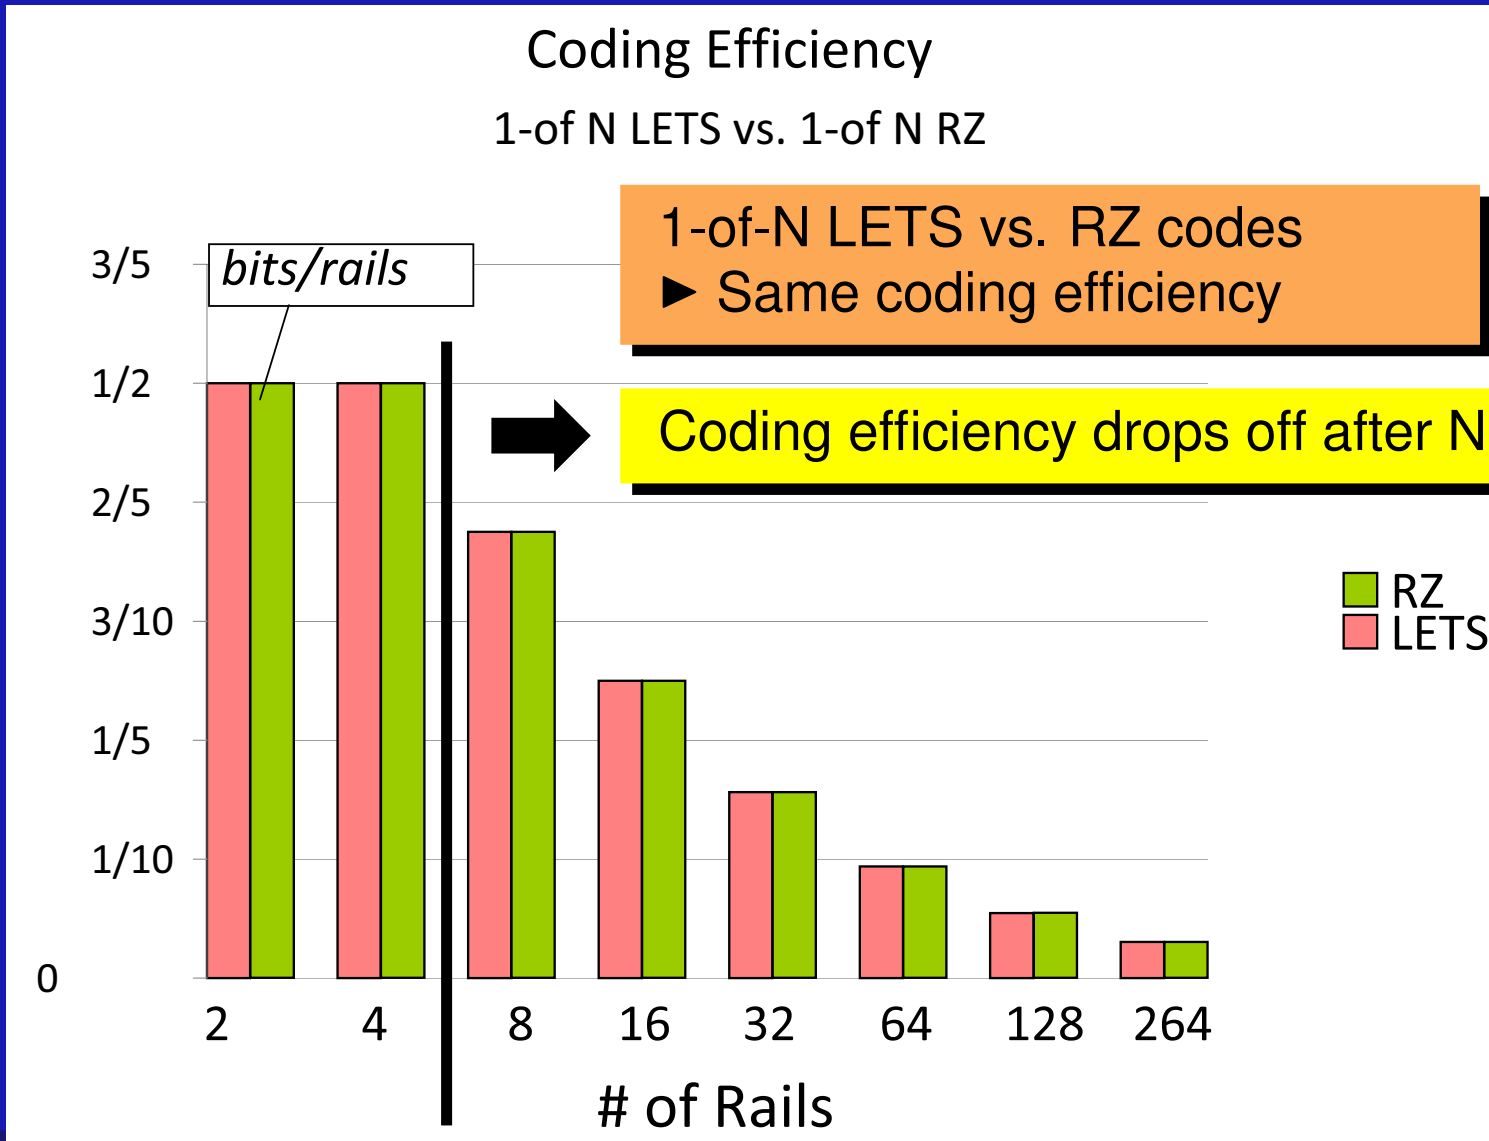 Coding Efficiency
1-of N LETS vs. 1-of N RZ
1-of-N LETS vs. RZ codes
► Same coding efficiency
bits/rails
Coding efficiency drops off after N
3/5
1/2
2/5
3/10
1/5
1/10
0
RZ
LETS
2 4 8 16 32 64 128 264
# of Rails